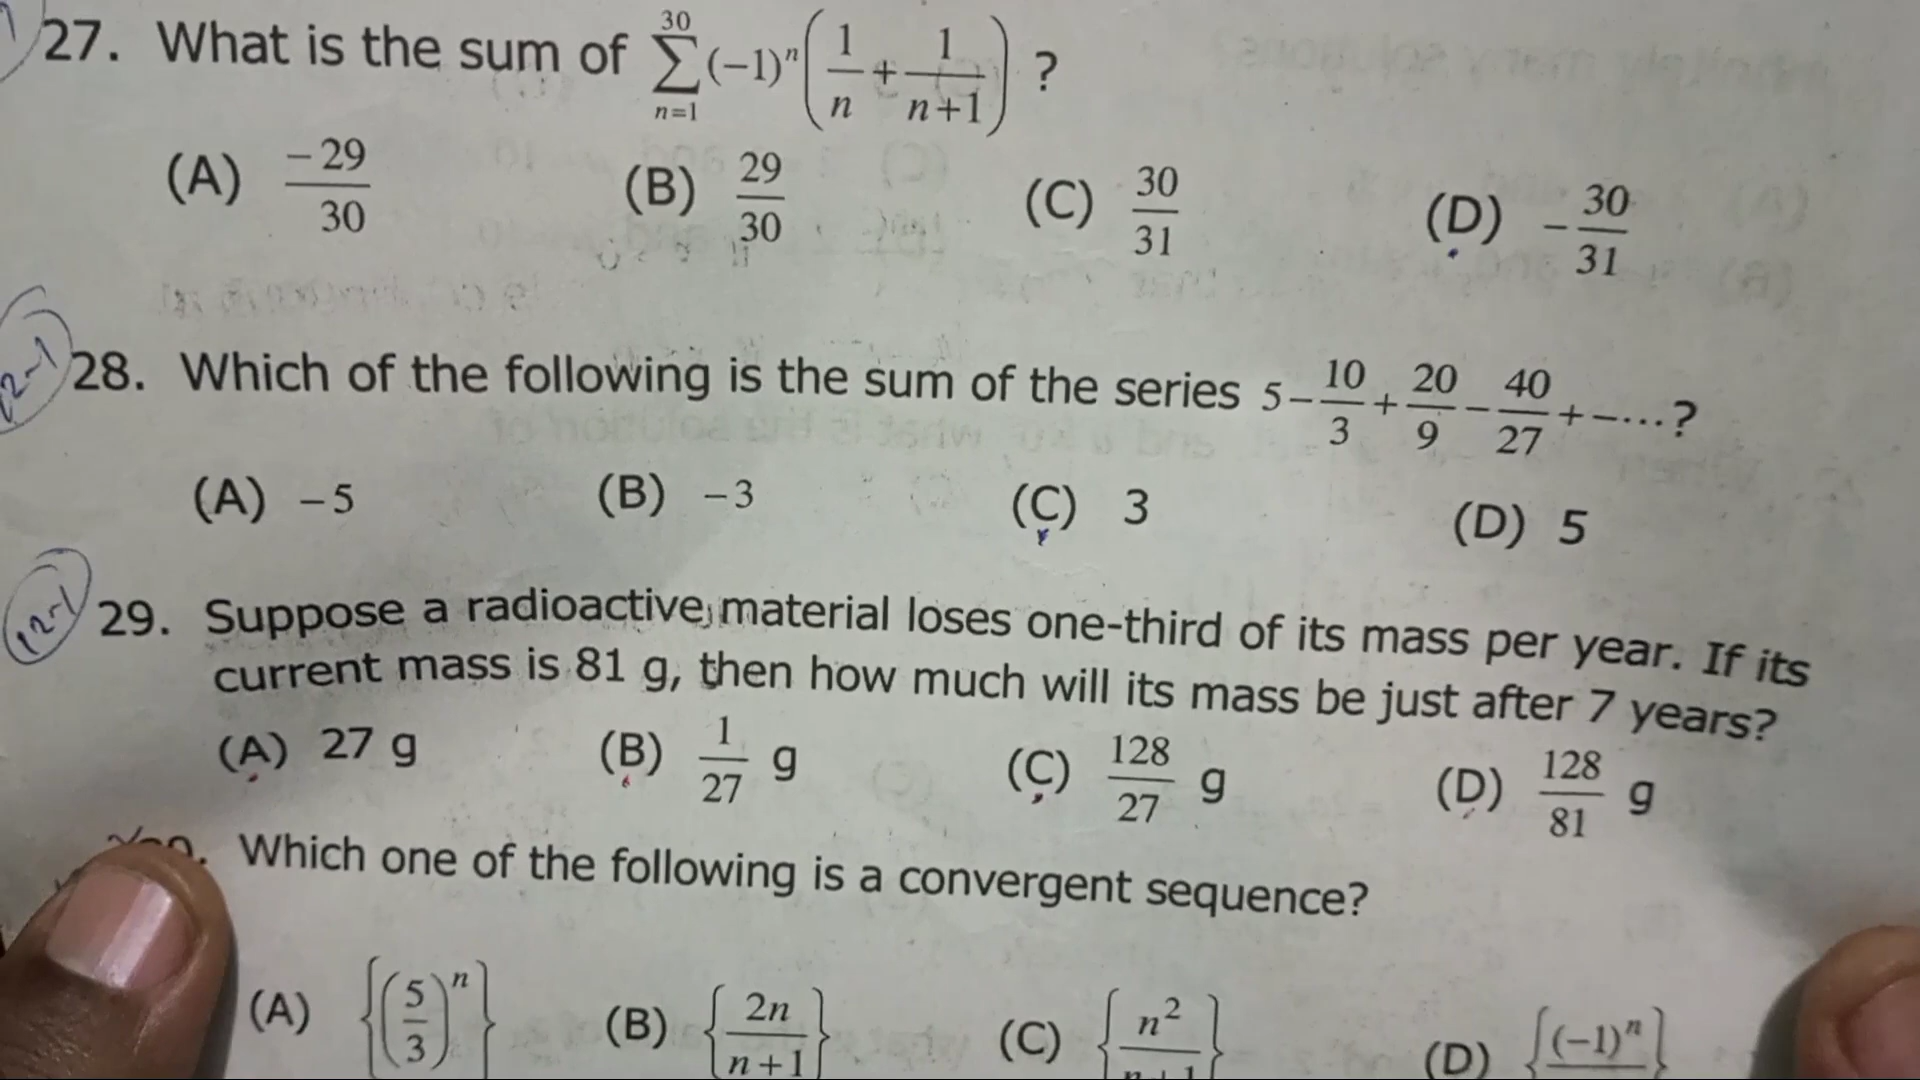 27. What is the sum of \sum_{n=1}^{30} (-1)^n \left( \frac{1}{n} + \frac{1}{n+1} \right) ?
(A) \frac{-29}{30} (B) \frac{29}{30} (C) \frac{30}{31} (D) -\frac{30}{31}
28. Which of the following is the sum of the series 5 - \frac{10}{3} + \frac{20}{9} - \frac{40}{27} + - \cdots ?
(A) -5 (B) -3 (C) 3 (D) 5
12-1
29. Suppose a radioactive material loses one-third of its mass per year. If its
current mass is 81 g, then how much will its mass be just after 7 years?
(A) 27 g (B) \frac{1}{27} g (C) \frac{128}{27} g (D) \frac{128}{81} g
Which one of the following is a convergent sequence?
(A) \left\{ \left( \frac{5}{3} \right)^n \right\} (B) \left\{ \frac{2n}{n+1} \right\} (C) n^2 (D) (-1)^n